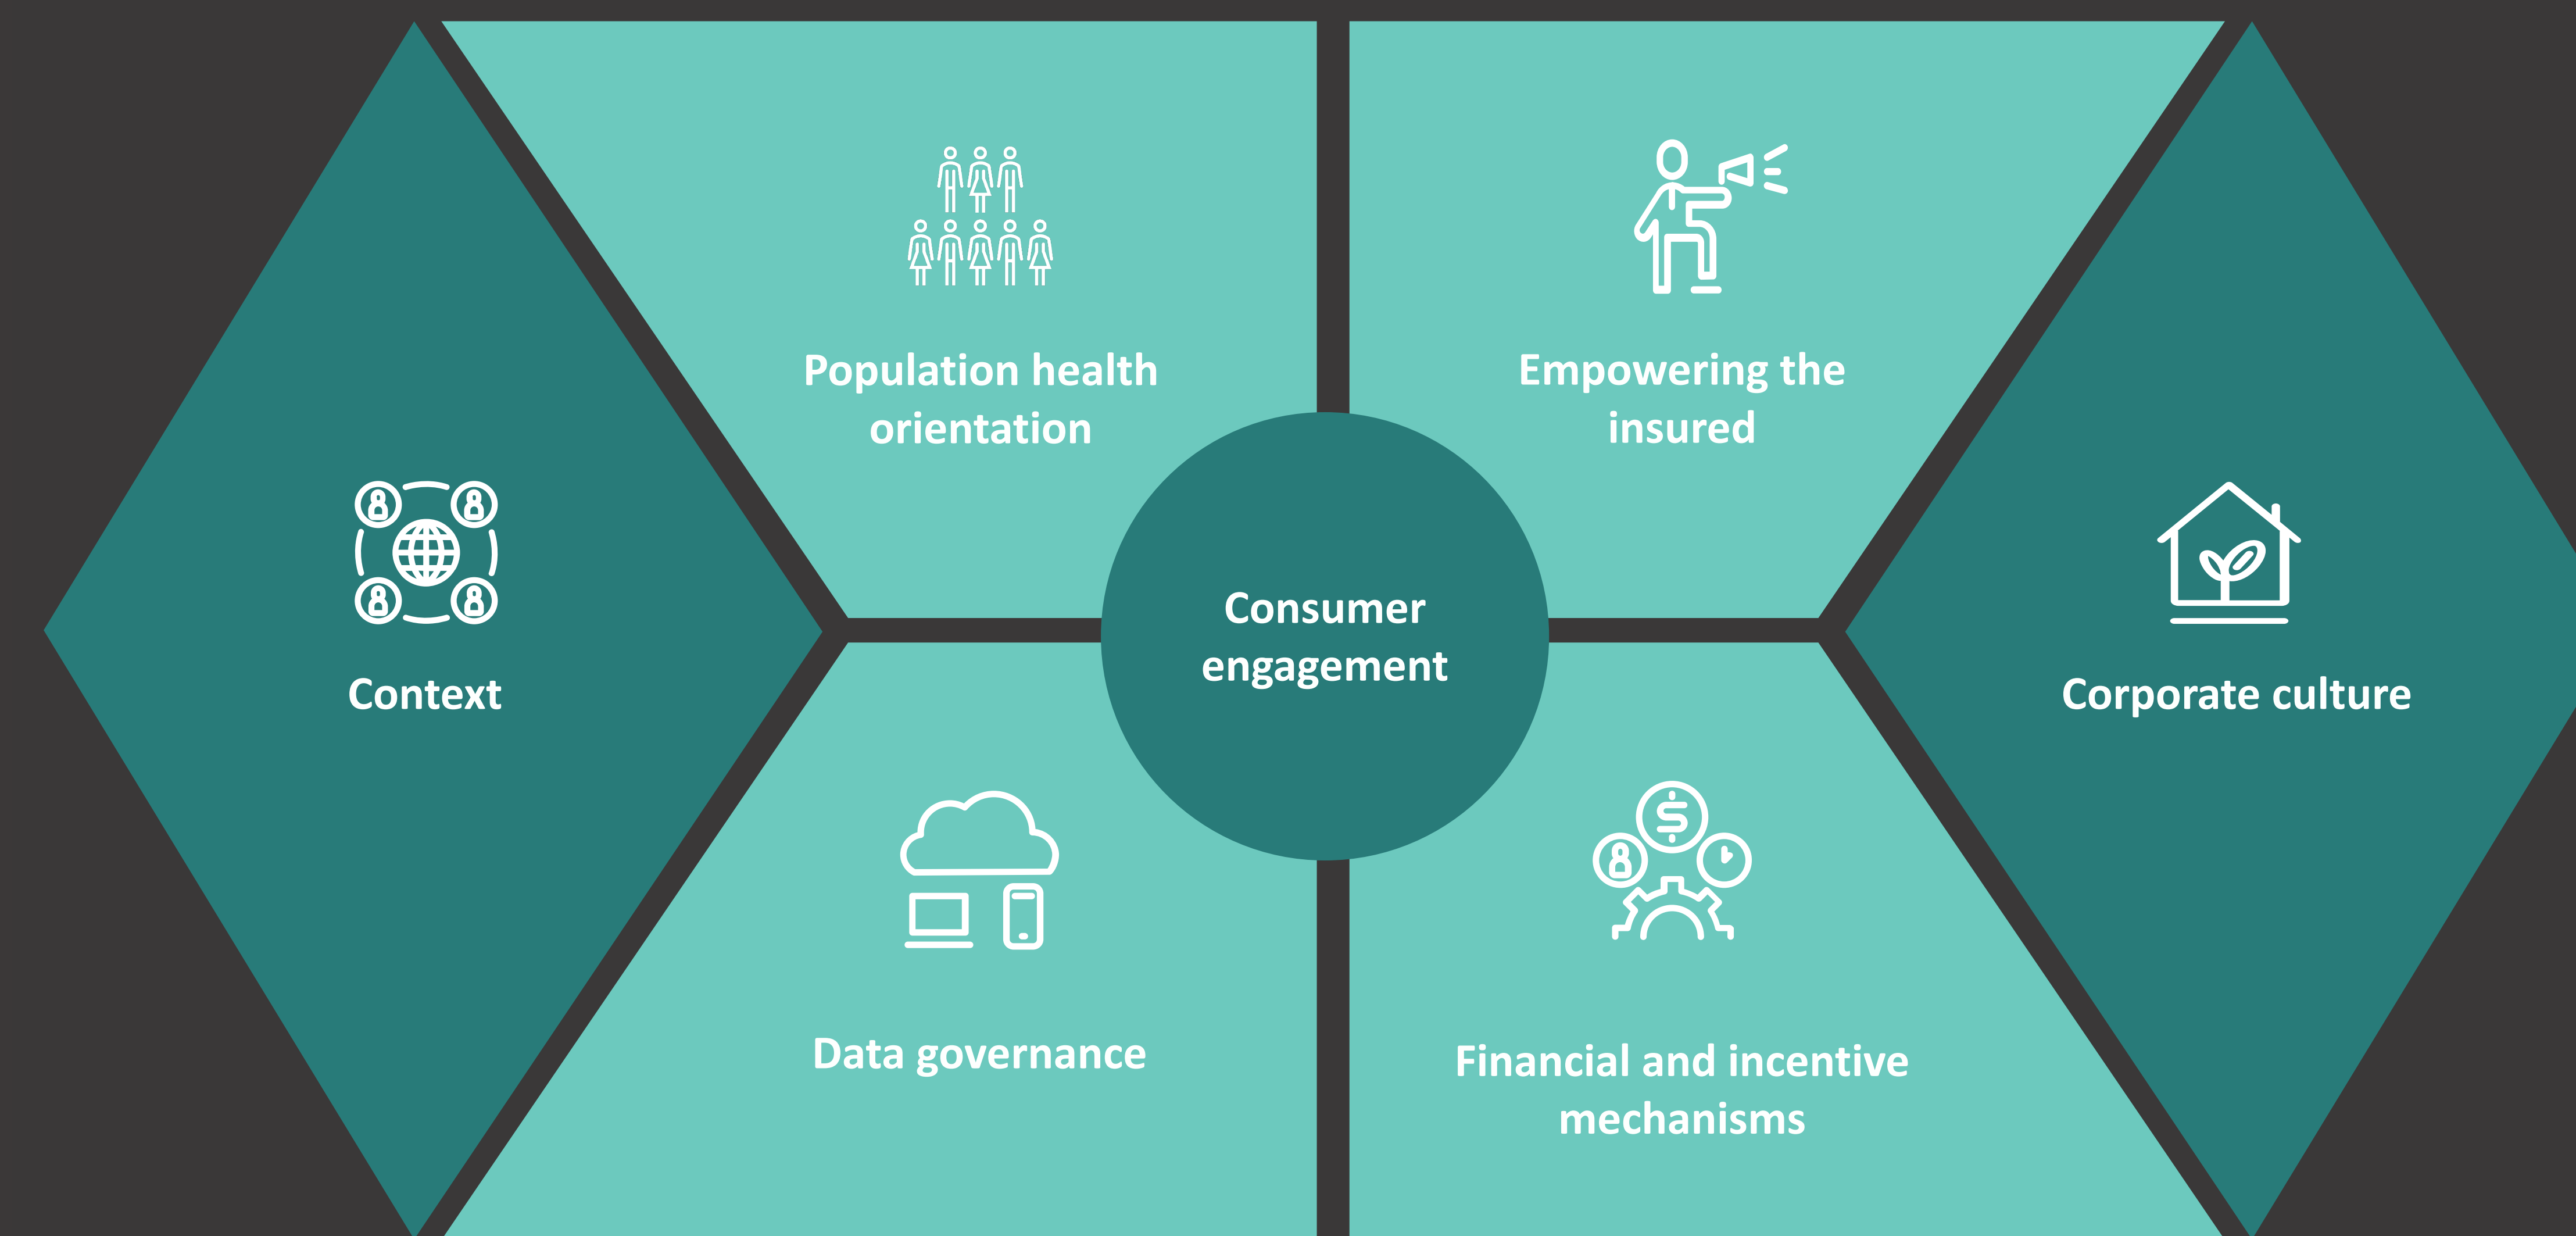 Population health
orientation
Empowering the
insured
Context
Consumer
engagement
Corporate culture
Data governance
Financial and incentive
mechanisms